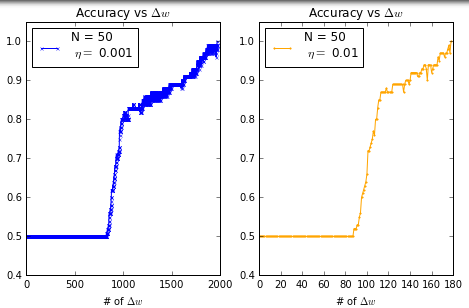 Accuracy vs Δw
N = 50
η = 0.001
1.0
0.9
0.8
0.7
0.6
0.5
0.4
0 500 1000 1500 2000
# of Δw
Accuracy vs Δw
N = 50
η = 0.01
1.0
0.9
0.8
0.7
0.6
0.5
0.4
0 20 40 60 80 100 120 140 160 180
# of Δw